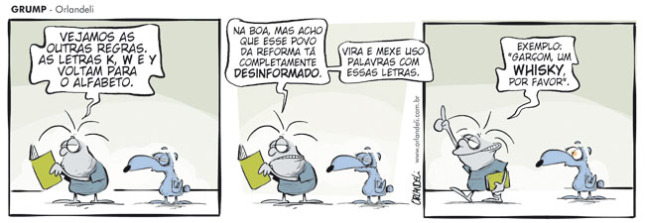 GRUMP - Orlandeli
VEJAMOS AS
OUTRAS REGRAS.
AS LETRAS K, W E Y
VOLTAM PARA
O ALFABETO.
NA BOA, MAS ACHO
QUE ESSE POVO
DA REFORMA TÁ
COMPLETAMENTE
DESINFORMADO.
VIRA E MEXE USO
PALAVRAS COM
ESSAS LETRAS.
www.orlandeli.com.br
ORLANDELI
EXEMPLO:
"GARÇOM, UM
WHISKY,
POR FAVOR".